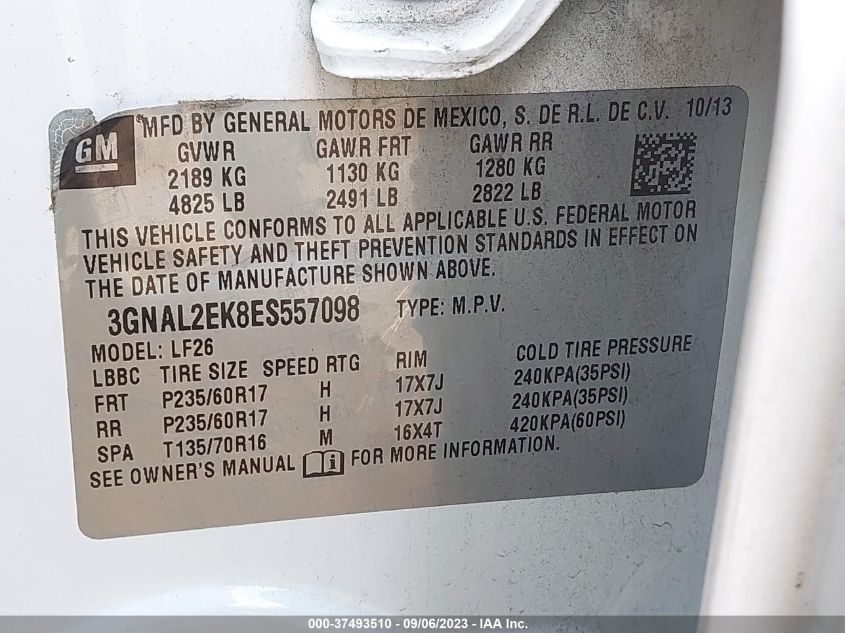 GM
MFD BY GENERAL MOTORS DE MEXICO, S. DE R.L. DE C.V. 10/13
GVWR GAWR FRT GAWR RR
2189 KG 1130 KG 1280 KG
4825 LB 2491 LB 2822 LB
THIS VEHICLE CONFORMS TO ALL APPLICABLE U.S. FEDERAL MOTOR
VEHICLE SAFETY AND THEFT PREVENTION STANDARDS IN EFFECT ON
THE DATE OF MANUFACTURE SHOWN ABOVE.
3GNAL2EK8ES557098 TYPE: M.P.V.
MODEL: LF26
LBBC TIRE SIZE SPEED RTG RIM COLD TIRE PRESSURE
FRT P235/60R17 H 17X7J 240KPA(35PSI)
RR P235/60R17 H 17X7J 240KPA(35PSI)
SPA T135/70R16 M 16X4T 420KPA(60PSI)
SEE OWNER'S MANUAL FOR MORE INFORMATION.
000-37493510 - 09/06/2023 - IAA Inc.